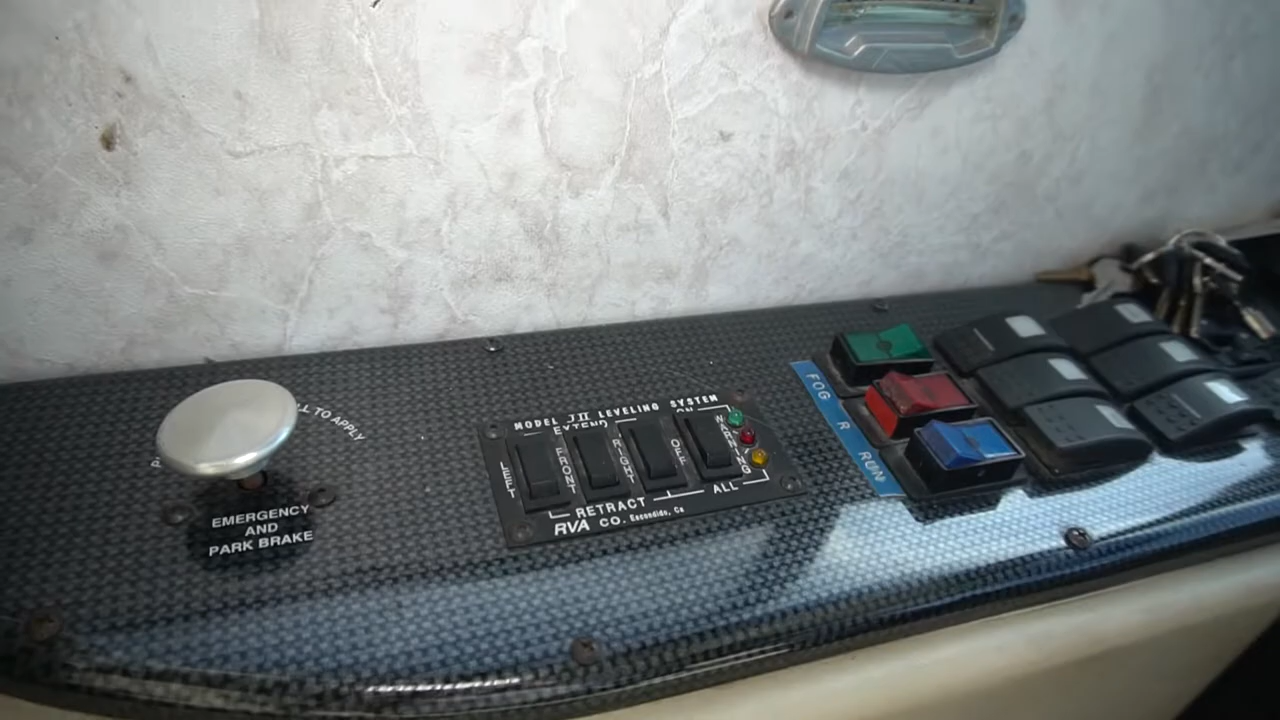 LL TO APPLY
EMERGENCY
AND
PARK BRAKE
MODEL JII LEVELING SYSTEM
EXTEND
ON
LEFT
FRONT
RIGHT
OFF
WARNING
RETRACT
ALL
RVA CO. Escondido, Ca
FOG
R
RUN